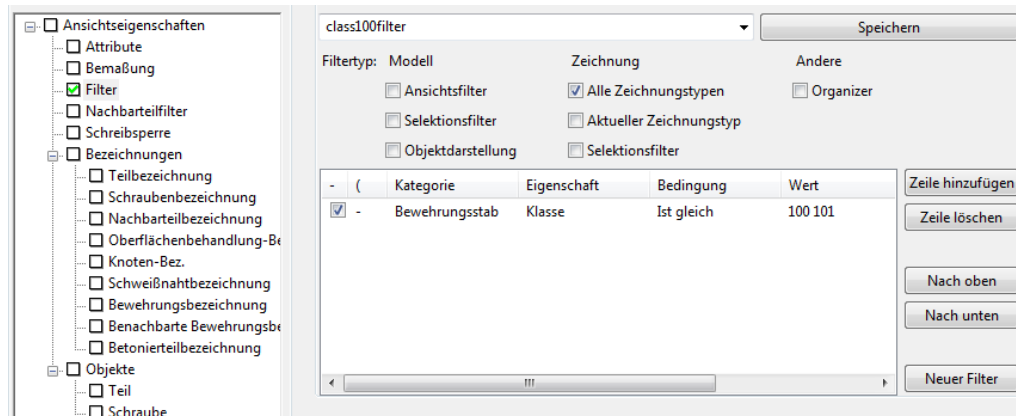 Ansichtseigenschaften
Attribute
Bemaßung
Filter
Nachbarteilfilter
Schreibsperre
Bezeichnungen
Teilbezeichnung
Schraubenbezeichnung
Nachbarteilbezeichnung
Oberflächenbehandlung-Be
Knoten-Bez.
Schweißnahtbezeichnung
Bewehrungsbezeichnung
Benachbarte Bewehrungsbe
Betonierteilbezeichnung
Objekte
Teil
Schraube
class100filter Speichern
Filtertyp: Modell Zeichnung Andere
Ansichtsfilter Alle Zeichnungstypen Organizer
Selektionsfilter Aktueller Zeichnungstyp
Objektdarstellung Selektionsfilter
- ( Kategorie Eigenschaft Bedingung Wert
- Bewehrungsstab Klasse Ist gleich 100 101
Zeile hinzufügen
Zeile löschen
Nach oben
Nach unten
Neuer Filter